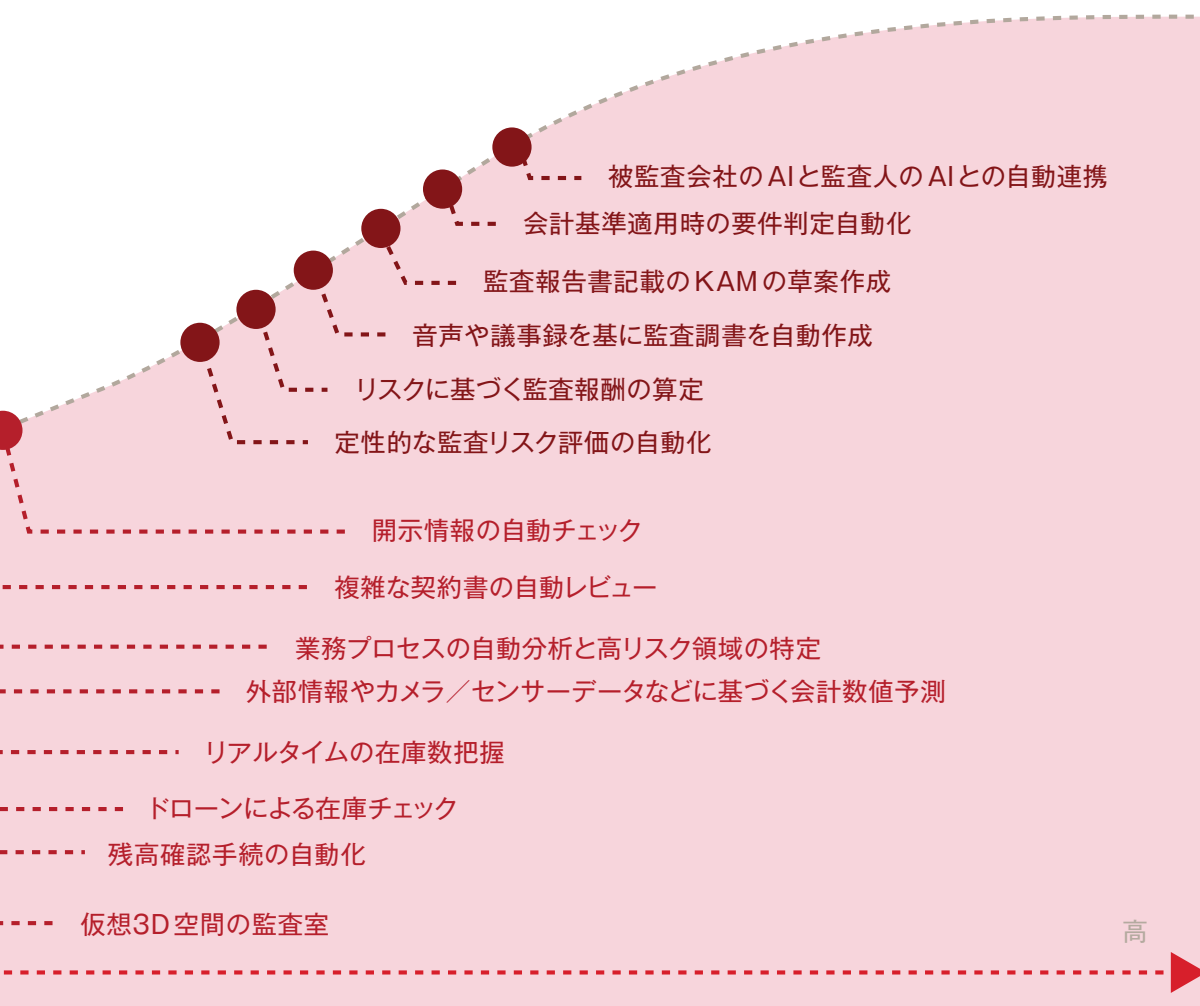 被監査会社のAIと監査人のAIとの自動連携
会計基準適用時の要件判定自動化
監査報告書記載のKAMの草案作成
音声や議事録を基に監査調書を自動作成
リスクに基づく監査報酬の算定
定性的な監査リスク評価の自動化
開示情報の自動チェック
複雑な契約書の自動レビュー
業務プロセスの自動分析と高リスク領域の特定
外部情報やカメラ／センサーデータなどに基づく会計数値予測
リアルタイムの在庫数把握
ドローンによる在庫チェック
残高確認手続の自動化
仮想3D空間の監査室
高